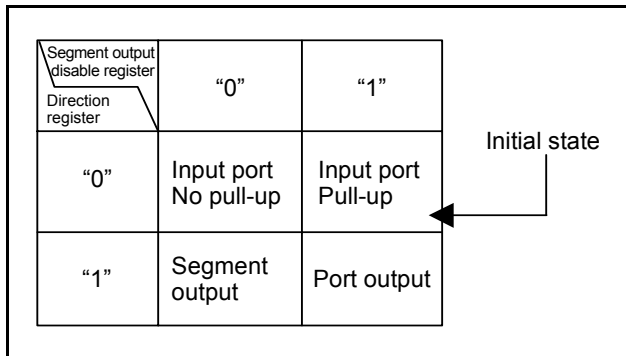 Segment output
disable register
Direction
register
“0”
“1”
Initial state
“0”
Input port
No pull-up
Input port
Pull-up
“1”
Segment
output
Port output